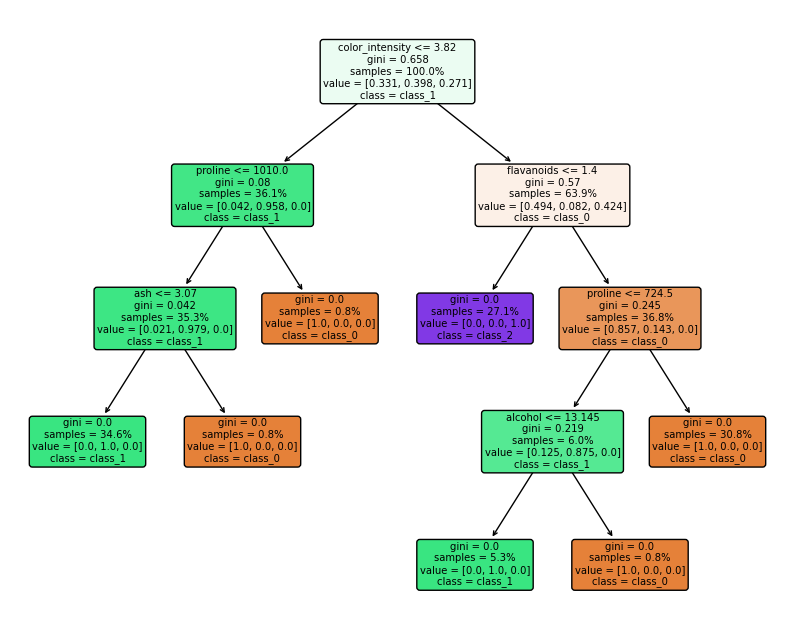 color_intensity <= 3.82
gini = 0.658
samples = 100.0%
value = [0.331, 0.398, 0.271]
class = class_1
proline <= 1010.0
gini = 0.08
samples = 36.1%
value = [0.042, 0.958, 0.0]
class = class_1
flavanoids <= 1.4
gini = 0.57
samples = 63.9%
value = [0.494, 0.082, 0.424]
class = class_0
ash <= 3.07
gini = 0.042
samples = 35.3%
value = [0.021, 0.979, 0.0]
class = class_1
gini = 0.0
samples = 0.8%
value = [1.0, 0.0, 0.0]
class = class_0
gini = 0.0
samples = 27.1%
value = [0.0, 0.0, 1.0]
class = class_2
proline <= 724.5
gini = 0.245
samples = 36.8%
value = [0.857, 0.143, 0.0]
class = class_0
gini = 0.0
samples = 34.6%
value = [0.0, 1.0, 0.0]
class = class_1
gini = 0.0
samples = 0.8%
value = [1.0, 0.0, 0.0]
class = class_0
alcohol <= 13.145
gini = 0.219
samples = 6.0%
value = [0.125, 0.875, 0.0]
class = class_1
gini = 0.0
samples = 30.8%
value = [1.0, 0.0, 0.0]
class = class_0
gini = 0.0
samples = 5.3%
value = [0.0, 1.0, 0.0]
class = class_1
gini = 0.0
samples = 0.8%
value = [1.0, 0.0, 0.0]
class = class_0